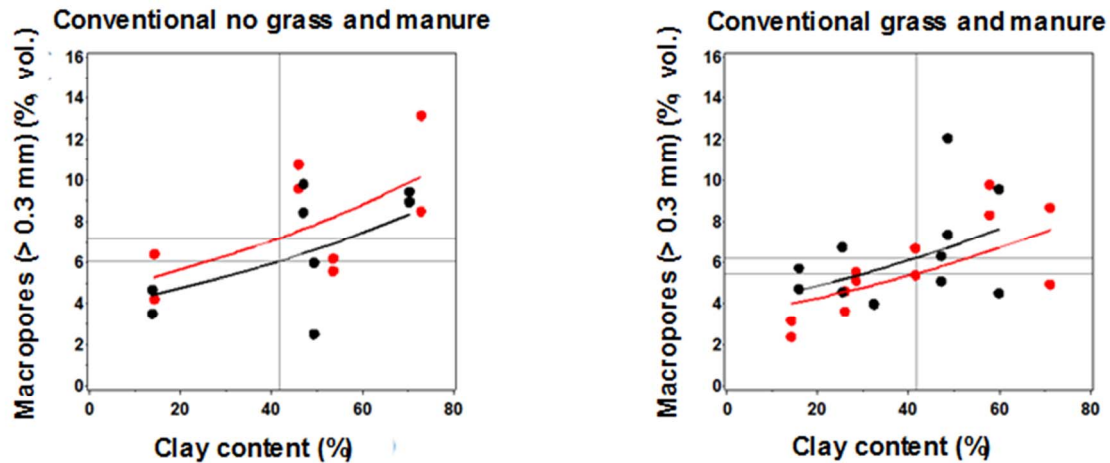 Conventional no grass and manure
Macropores (> 0.3 mm) (%, vol.)
16
14
12
10
8
6
4
2
0
0 20 40 60 80
Clay content (%)
Conventional grass and manure
Macropores (> 0.3 mm) (%, vol.)
16
14
12
10
8
6
4
2
0
0 20 40 60 80
Clay content (%)